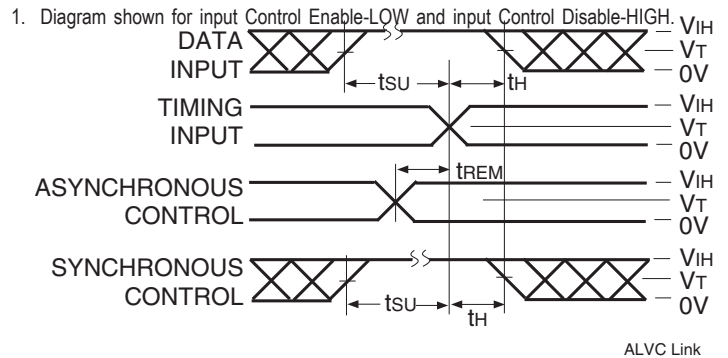 1. Diagram shown for input Control Enable-LOW and input Control Disable-HIGH.
DATA INPUT
tSU
tH
VIH
VT
0V
TIMING INPUT
VIH
VT
0V
tREM
ASYNCHRONOUS CONTROL
VIH
VT
0V
SYNCHRONOUS CONTROL
tSU
tH
VIH
VT
0V
ALVC Link